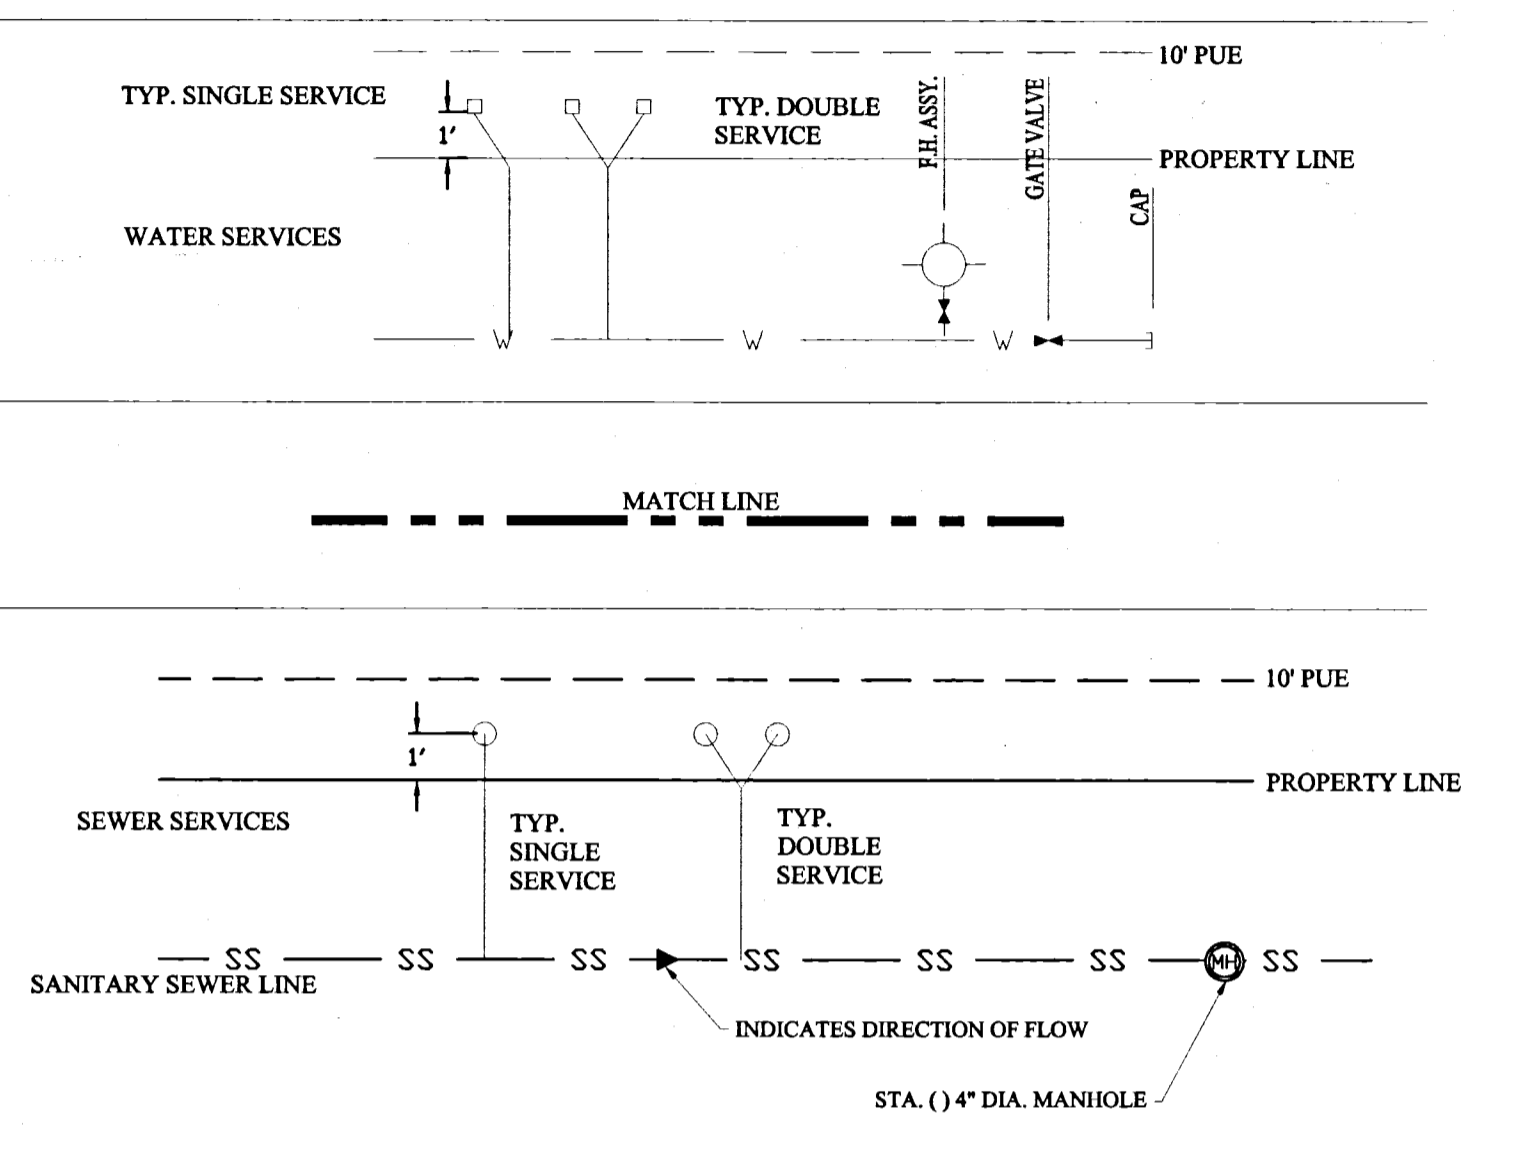 10' PUE
TYP. SINGLE SERVICE
1'
TYP. DOUBLE
SERVICE
F.H. ASSY.
GATE VALVE
PROPERTY LINE
CAP
WATER SERVICES
W W W
MATCH LINE
10' PUE
1'
PROPERTY LINE
SEWER SERVICES
TYP.
SINGLE
SERVICE
TYP.
DOUBLE
SERVICE
SS SS SS SS SS SS MH SS
SANITARY SEWER LINE
INDICATES DIRECTION OF FLOW
STA. ( ) 4" DIA. MANHOLE